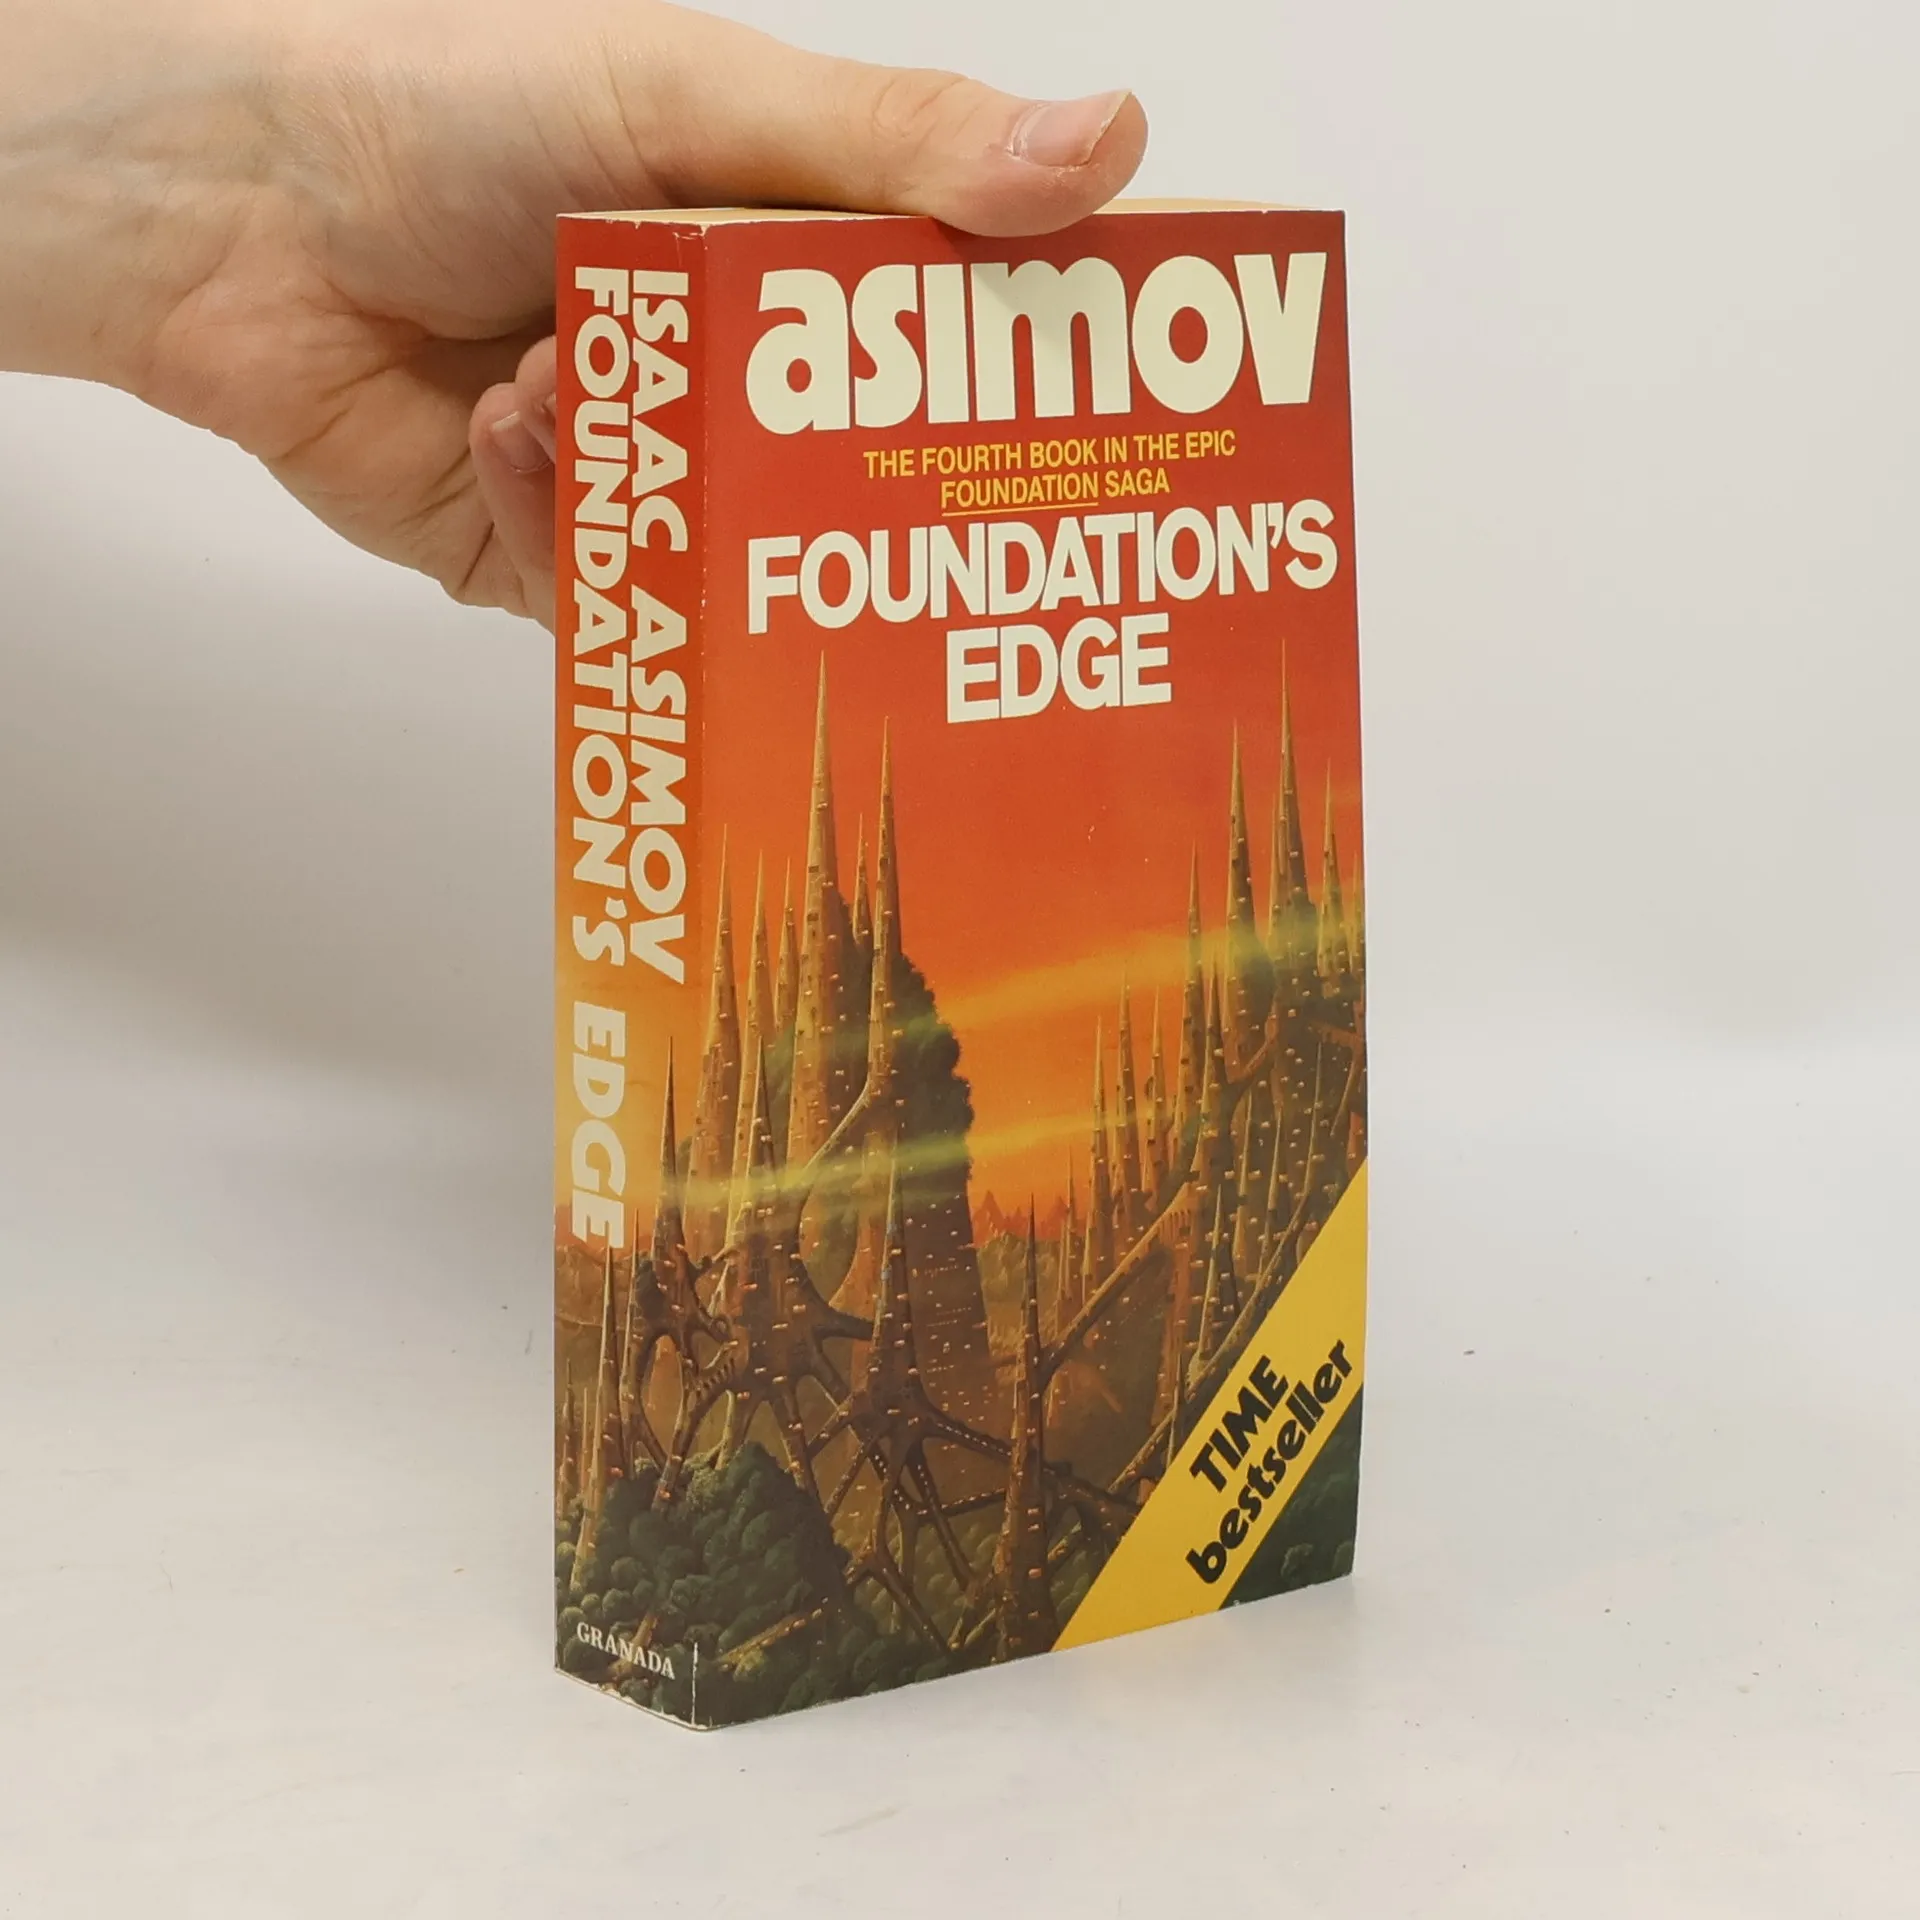 ISAAC ASIMOV
FOUNDATION'S EDGE
GRANADA
asimov
THE FOURTH BOOK IN THE EPIC
FOUNDATION SAGA
FOUNDATION'S
EDGE
TIME
bestseller